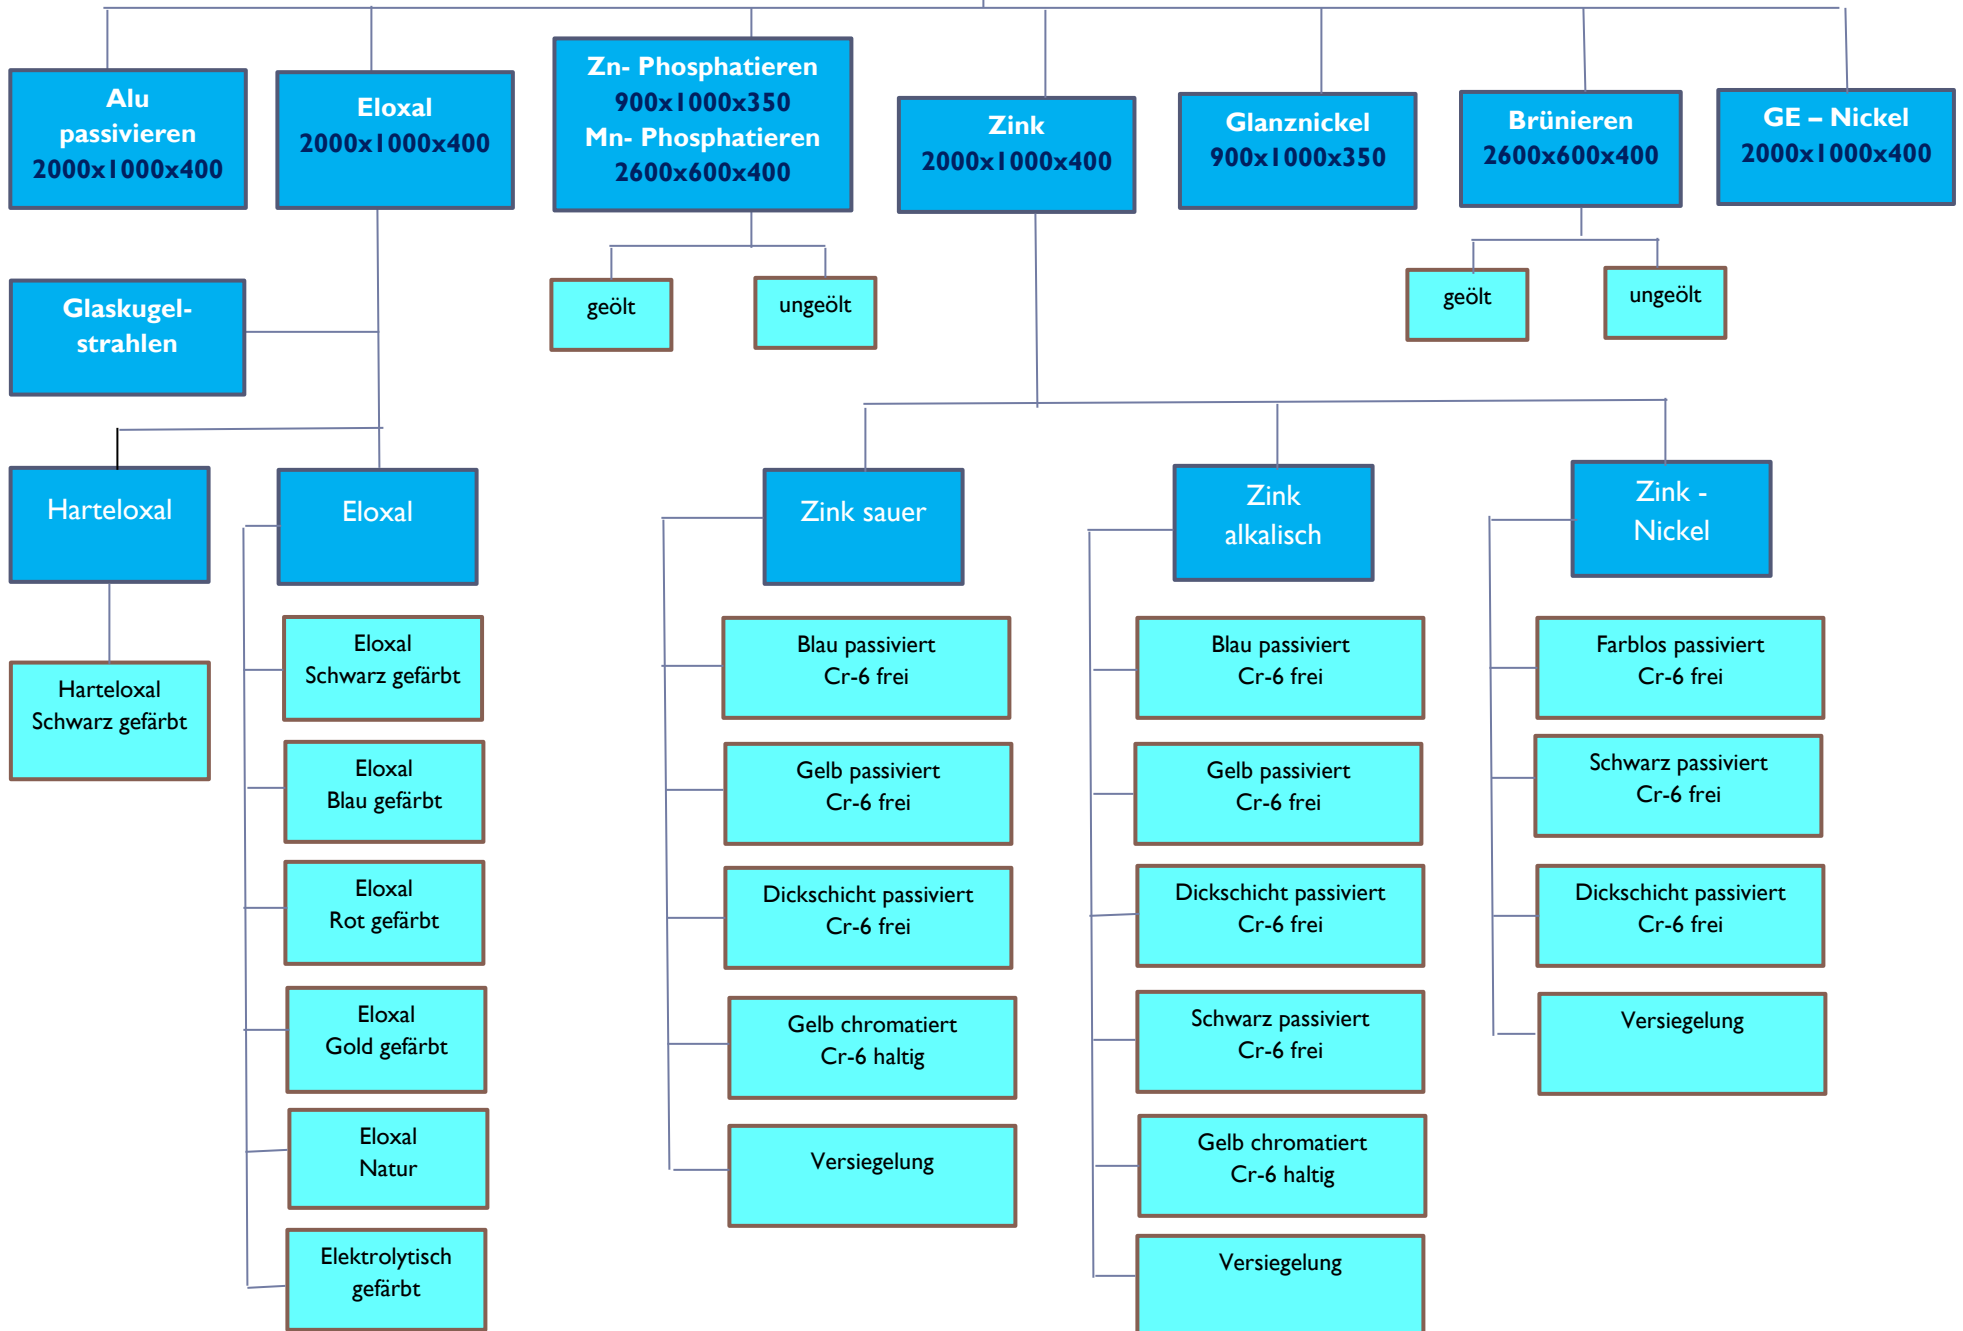 Alu
passivieren
2000x1000x400
Eloxal
2000x1000x400
Zn- Phosphatieren
900x1000x350
Mn- Phosphatieren
2600x600x400
Zink
2000x1000x400
Glanznickel
900x1000x350
Brünieren
2600x600x400
GE – Nickel
2000x1000x400
geölt
ungeölt
geölt
ungeölt
Glaskugel-
strahlen
Harteloxal
Eloxal
Zink sauer
Zink
alkalisch
Zink -
Nickel
Harteloxal
Schwarz gefärbt
Eloxal
Schwarz gefärbt
Eloxal
Blau gefärbt
Eloxal
Rot gefärbt
Eloxal
Gold gefärbt
Eloxal
Natur
Elektrolytisch
gefärbt
Blau passiviert
Cr-6 frei
Gelb passiviert
Cr-6 frei
Dickschicht passiviert
Cr-6 frei
Gelb chromatiert
Cr-6 haltig
Versiegelung
Blau passiviert
Cr-6 frei
Gelb passiviert
Cr-6 frei
Dickschicht passiviert
Cr-6 frei
Schwarz passiviert
Cr-6 frei
Gelb chromatiert
Cr-6 haltig
Versiegelung
Farblos passiviert
Cr-6 frei
Schwarz passiviert
Cr-6 frei
Dickschicht passiviert
Cr-6 frei
Versiegelung